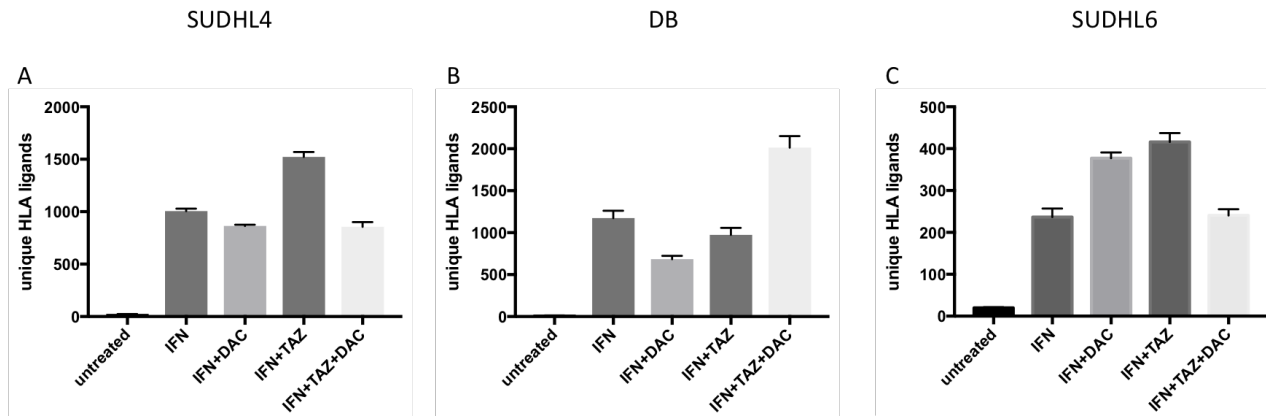 SUDHL4
DB
SUDHL6
A
unique HLA ligands
2000
1500
1000
500
0
untreated
IFN
IFN+DAC
IFN+TAZ
IFN+TAZ+DAC
B
unique HLA ligands
2500
2000
1500
1000
500
0
untreated
IFN
IFN+DAC
IFN+TAZ
IFN+TAZ+DAC
C
unique HLA ligands
500
400
300
200
100
0
untreated
IFN
IFN+DAC
IFN+TAZ
IFN+TAZ+DAC